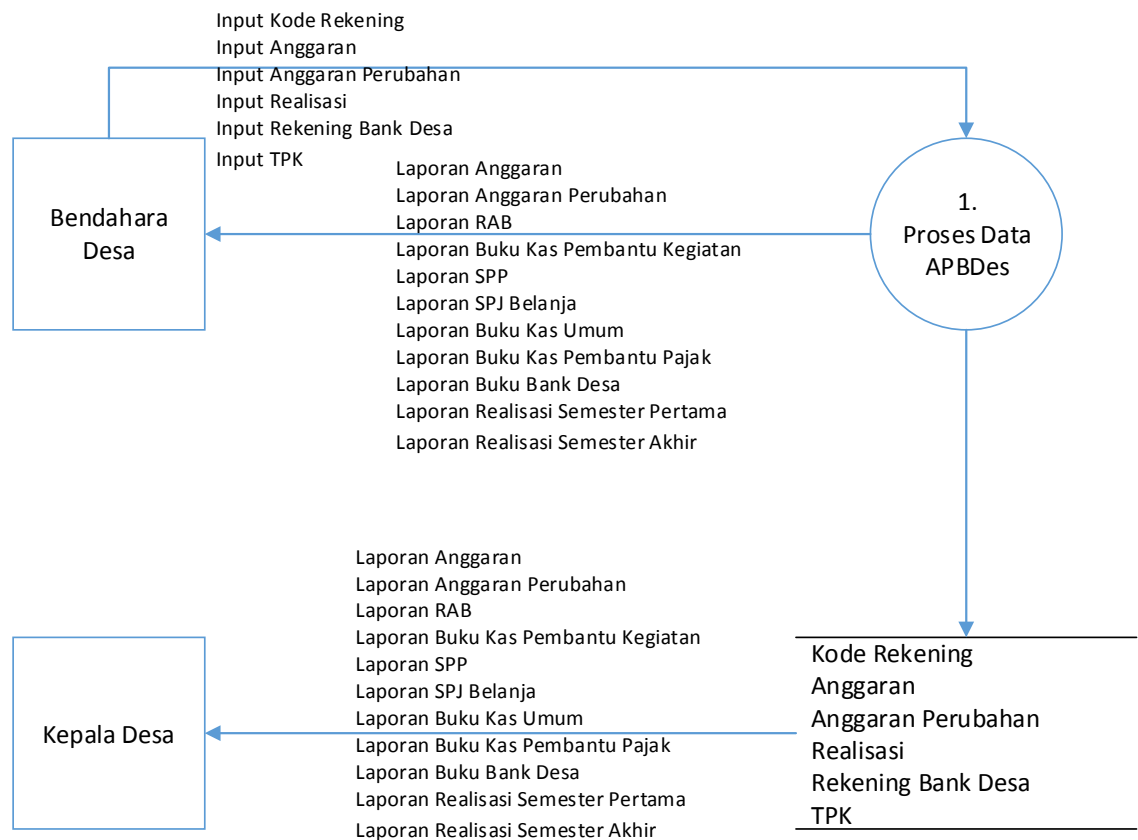 Input Kode Rekening
Input Anggaran
Input Anggaran Perubahan
Input Realisasi
Input Rekening Bank Desa
Input TPK
Bendahara
Desa
Laporan Anggaran
Laporan Anggaran Perubahan
Laporan RAB
Laporan Buku Kas Pembantu Kegiatan
Laporan SPP
Laporan SPJ Belanja
Laporan Buku Kas Umum
Laporan Buku Kas Pembantu Pajak
Laporan Buku Bank Desa
Laporan Realisasi Semester Pertama
Laporan Realisasi Semester Akhir
1.
Proses Data
APBDes
Kepala Desa
Laporan Anggaran
Laporan Anggaran Perubahan
Laporan RAB
Laporan Buku Kas Pembantu Kegiatan
Laporan SPP
Laporan SPJ Belanja
Laporan Buku Kas Umum
Laporan Buku Kas Pembantu Pajak
Laporan Buku Bank Desa
Laporan Realisasi Semester Pertama
Laporan Realisasi Semester Akhir
Kode Rekening
Anggaran
Anggaran Perubahan
Realisasi
Rekening Bank Desa
TPK